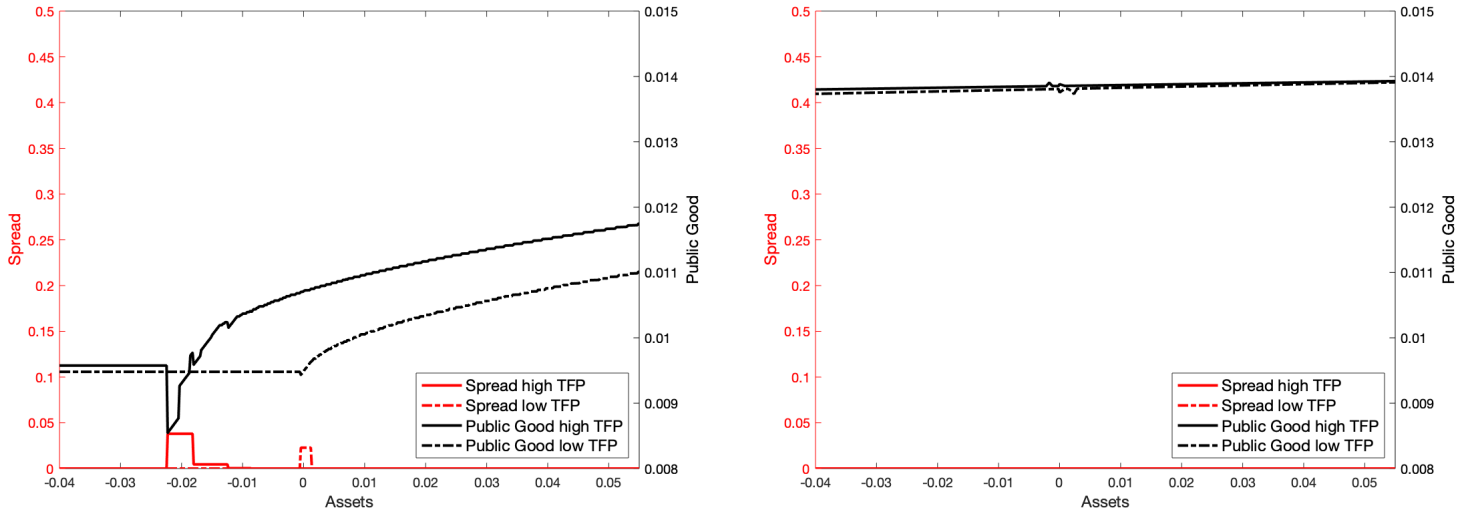 0.5
0.45
0.4
0.35
0.3
0.25
0.2
0.15
0.1
0.05
0
Spread
-0.04 -0.03 -0.02 -0.01 0 0.01 0.02 0.03 0.04 0.05
Assets
0.015
0.014
0.013
0.012
0.011
0.01
0.009
0.008
Public Good
Spread high TFP
Spread low TFP
Public Good high TFP
Public Good low TFP
0.5
0.45
0.4
0.35
0.3
0.25
0.2
0.15
0.1
0.05
0
Spread
-0.04 -0.03 -0.02 -0.01 0 0.01 0.02 0.03 0.04 0.05
Assets
0.015
0.014
0.013
0.012
0.011
0.01
0.009
0.008
Public Good
Spread high TFP
Spread low TFP
Public Good high TFP
Public Good low TFP